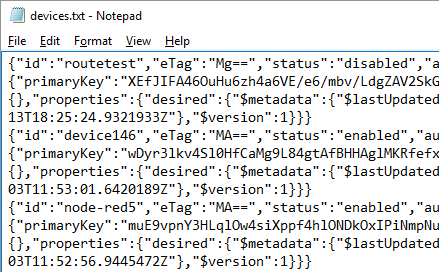 devices.txt - Notepad
File Edit Format View Help
{"id":"routetest","eTag":"Mg==","status":"disabled","a
{"primaryKey":"XEfJIFA46OuHu6zh4a6VE/e6/mbv/LdgZAV2SkG
{},"properties":{"desired":{"$metadata":{"$lastUpdated
13T18:25:24.9321933Z"},"$version":1}}}
{"id":"device146","eTag":"MA==","status":"enabled","au
{"primaryKey":"wDyr3lkv4Sl0HfCaMg9L84gtAfBHHAglMKRfefx
{},"properties":{"desired":{"$metadata":{"$lastUpdated
03T11:53:01.6420189Z"},"$version":1}}}
{"id":"node-red5","eTag":"MA==","status":"enabled","au
{"primaryKey":"muE9vpnY3HLqlOw4siXppf4hlONDkOxIPiNmpNu
{},"properties":{"desired":{"$metadata":{"$lastUpdated
03T11:52:56.9445472Z"},"$version":1}}}